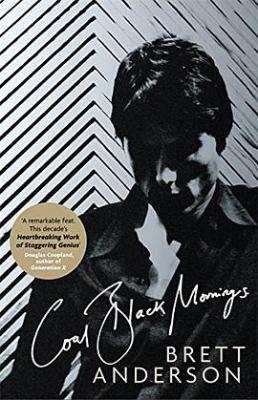 'A remarkable feat.
This decade's
Heartbreaking Work
of Staggering Genius'
Douglas Coupland,
author of
Generation X
Coal Black Mornings
BRETT
ANDERSON